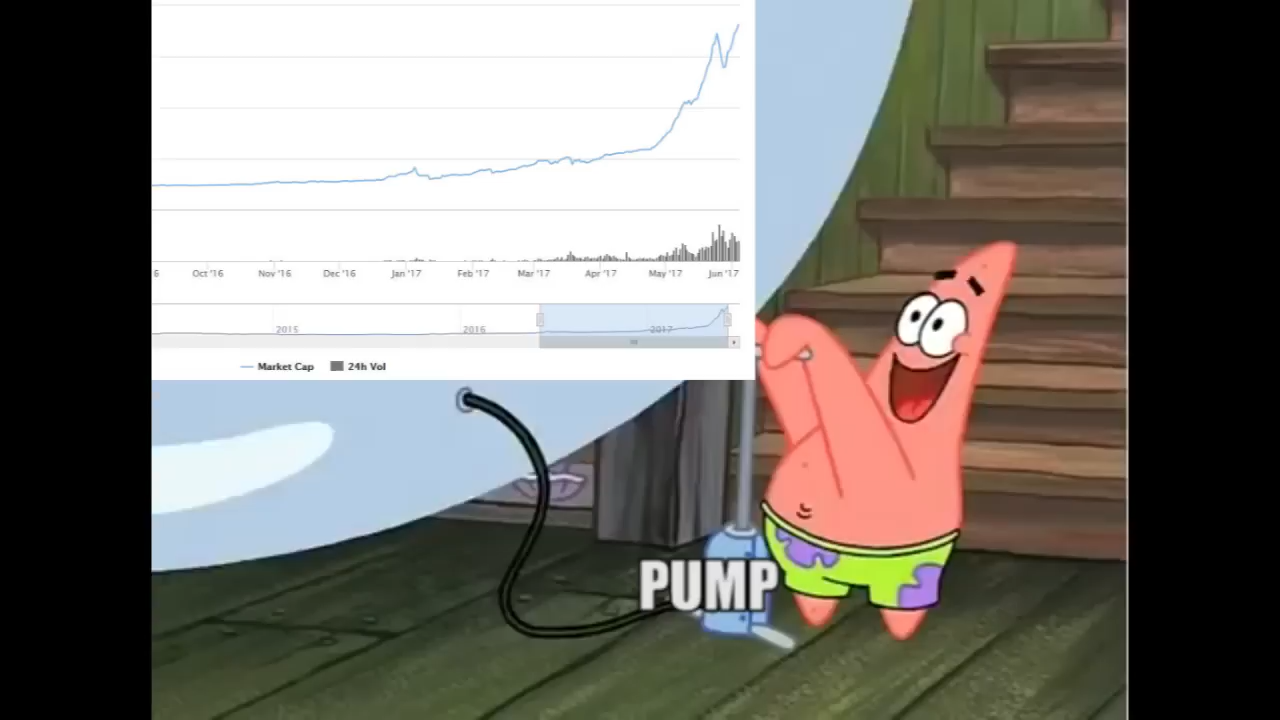 6 Oct '16 Nov '16 Dec '16 Jan '17 Feb '17 Mar '17 Apr '17 May '17 Jun '17
2015 2016 2017
Market Cap 24h Vol
PUMP